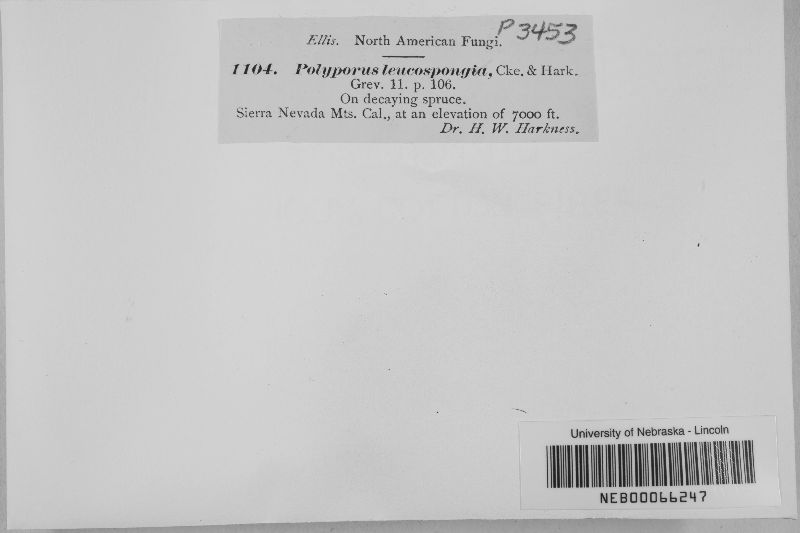 P 3453
Ellis. North American Fungi.
1104. Polyporus leucospongia, Cke. & Hark.
Grev. 11. p. 106.
On decaying spruce.
Sierra Nevada Mts. Cal., at an elevation of 7000 ft.
Dr. H. W. Harkness.
University of Nebraska - Lincoln
NEB00066247